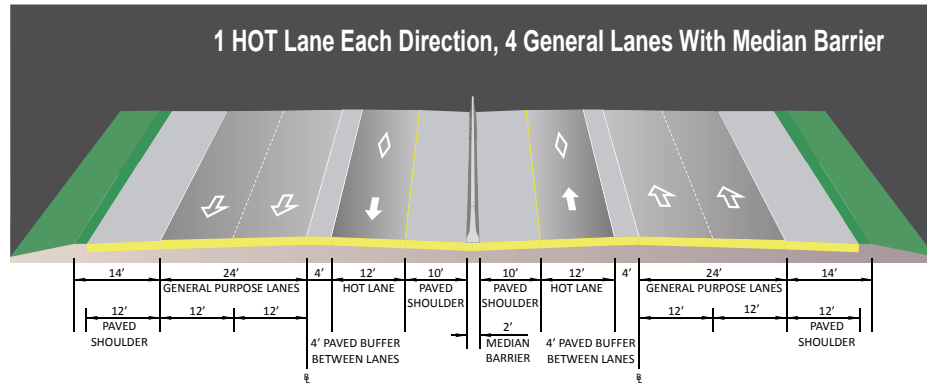 1 HOT Lane Each Direction, 4 General Lanes With Median Barrier
14’ 24’ 4’ 12’ 10’ 10’ 12’ 4’ 24’ 14’
GENERAL PURPOSE LANES HOT LANE PAVED SHOULDER PAVED SHOULDER HOT LANE GENERAL PURPOSE LANES
12’ 12’ 12’ 2’ 12’ 12’ 12’
PAVED SHOULDER 4’ PAVED BUFFER MEDIAN 4’ PAVED BUFFER PAVED SHOULDER
BETWEEN LANES BARRIER BETWEEN LANES